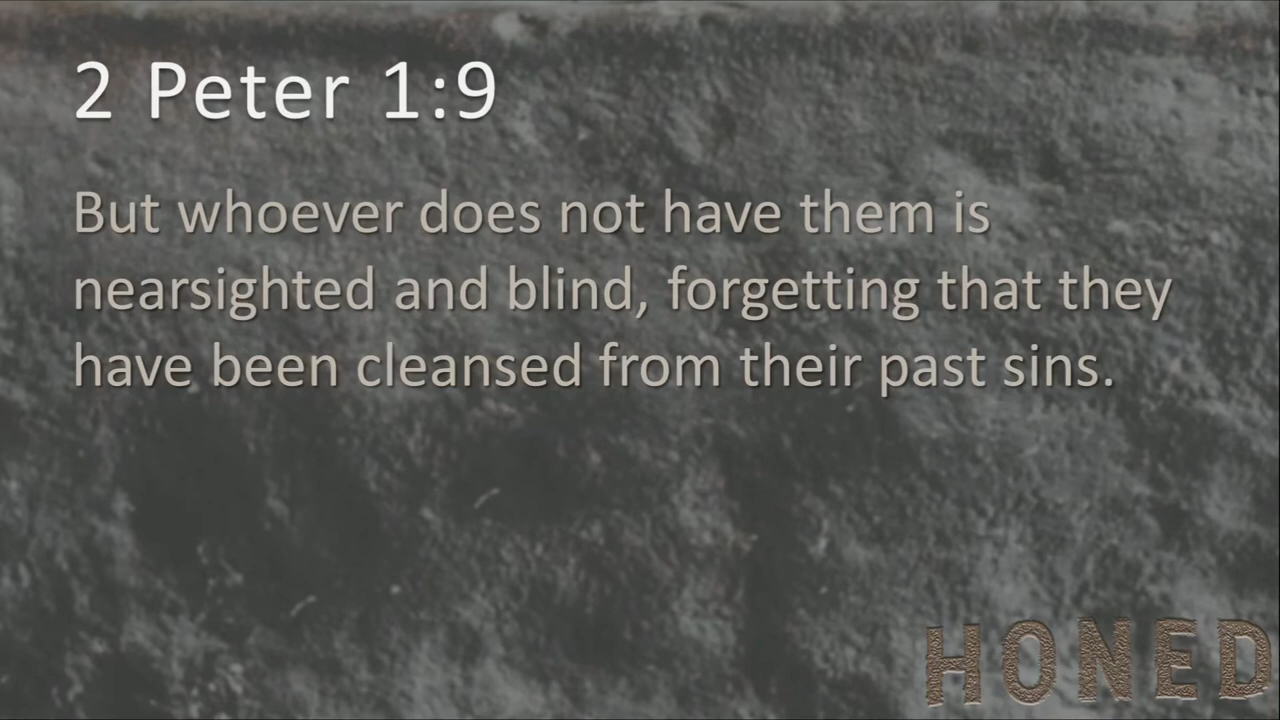 2 Peter 1:9
But whoever does not have them is
nearsighted and blind, forgetting that they
have been cleansed from their past sins.
HONED